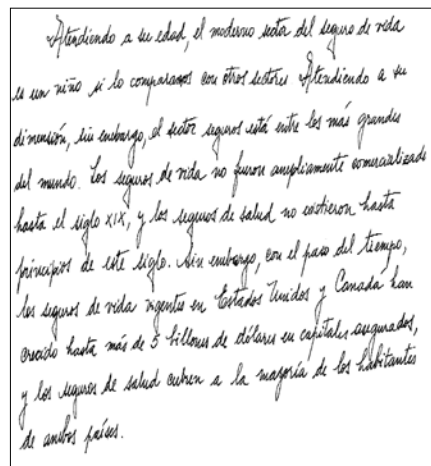 Atendiendo a su edad, el moderno sector del seguro de vida
es un niño si lo comparamos con otros sectores Atendiendo a su
dimensión, sin embargo, el sector seguros está entre los más grandes
del mundo. Los seguros de vida no fueron ampliamente comercializados
hasta el siglo XIX, y los seguros de salud no existieron hasta
principios de este siglo. Sin embargo, con el paso del tiempo,
los seguros de vida vigentes en Estados Unidos y Canadá han
crecido hasta más de 5 billones de dólares en capitales asegurados,
y los seguros de salud cubren a la mayoría de los habitantes
de ambos países.